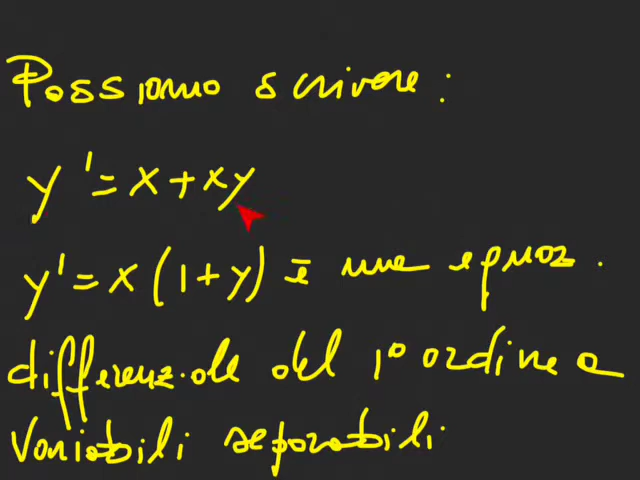 Possiamo scrivere:
y' = x + xy
y' = x (1 + y) è una equaz.
differenziale del 1° ordine a
variabili separabili